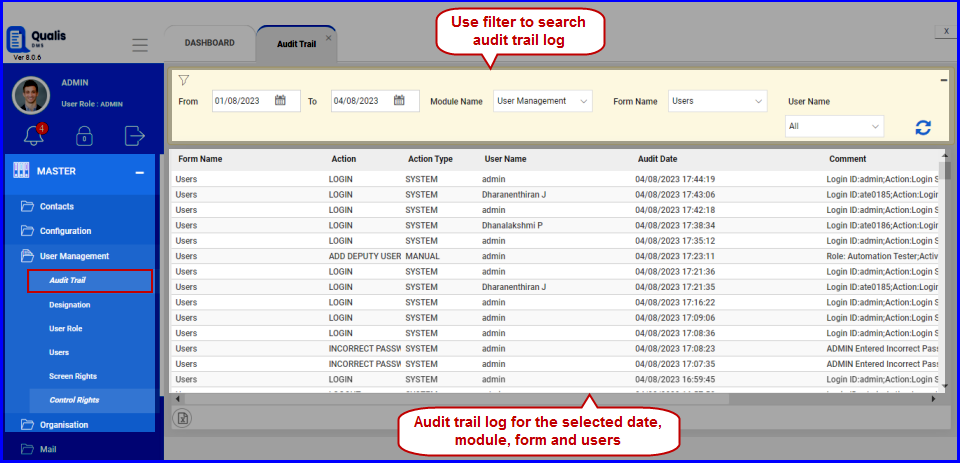 Use filter to search
audit trail log
Qualis
DMS
Ver 8.0.6
DASHBOARD
Audit Trail
×
X
ADMIN
User Role : ADMIN
4
MASTER
Contacts
Configuration
User Management
Audit Trail
Designation
User Role
Users
Screen Rights
Control Rights
Organisation
Mail
From 01/08/2023 To 04/08/2023 Module Name User Management Form Name Users User Name
All
Form Name Action Action Type User Name Audit Date Comment
Users LOGIN SYSTEM admin 04/08/2023 17:44:19 Login ID:admin;Action:Login S
Users LOGIN SYSTEM Dharanenthiran J 04/08/2023 17:43:06 Login ID:ate0185;Action:Login
Users LOGIN SYSTEM admin 04/08/2023 17:42:18 Login ID:admin;Action:Login S
Users LOGIN SYSTEM Dhanalakshmi P 04/08/2023 17:38:34 Login ID:ate0186;Action:Login
Users LOGIN SYSTEM admin 04/08/2023 17:35:12 Login ID:admin;Action:Login S
Users ADD DEPUTY USER MANUAL admin 04/08/2023 17:23:11 Role: Automation Tester;Activ
Users LOGIN SYSTEM admin 04/08/2023 17:21:36 Login ID:admin;Action:Login S
Users LOGIN SYSTEM Dharanenthiran J 04/08/2023 17:21:35 Login ID:ate0185;Action:Login
Users LOGIN SYSTEM admin 04/08/2023 17:16:22 Login ID:admin;Action:Login S
Users LOGIN SYSTEM admin 04/08/2023 17:09:06 Login ID:admin;Action:Login S
Users LOGIN SYSTEM admin 04/08/2023 17:08:36 Login ID:admin;Action:Login S
Users INCORRECT PASSW SYSTEM admin 04/08/2023 17:08:23 ADMIN Entered Incorrect Pass
Users INCORRECT PASSW SYSTEM admin 04/08/2023 17:07:35 ADMIN Entered Incorrect Pass
Users LOGIN SYSTEM admin 04/08/2023 16:59:45 Login ID:admin;Action:Login S
Audit trail log for the selected date,
module, form and users